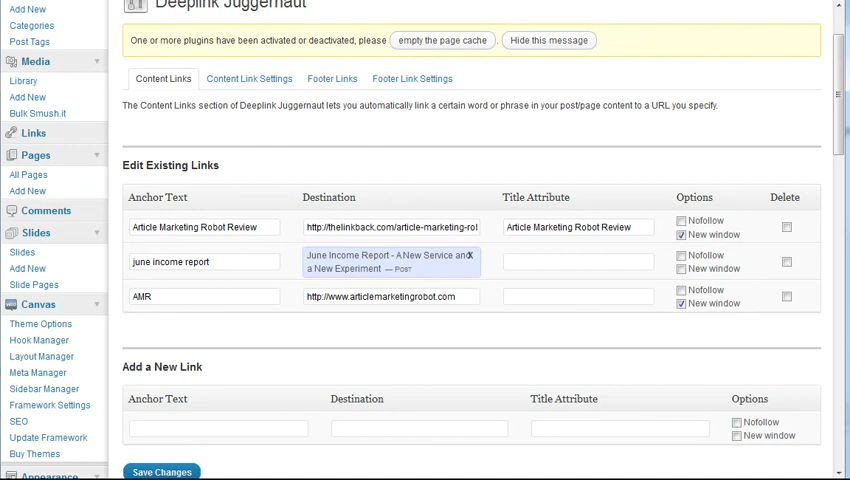 Add New
Categories
Post Tags
Media
Library
Add New
Bulk Smush.it
Links
Pages
All Pages
Add New
Comments
Slides
Slides
Add New
Slide Pages
Canvas
Theme Options
Hook Manager
Layout Manager
Meta Manager
Sidebar Manager
Framework Settings
SEO
Update Framework
Buy Themes
Appearance
Deeplink Juggernaut
One or more plugins have been activated or deactivated, please empty the page cache . Hide this message
Content Links Content Link Settings Footer Links Footer Link Settings
The Content Links section of Deeplink Juggernaut lets you automatically link a certain word or phrase in your post/page content to a URL you specify.
Edit Existing Links
Anchor Text Destination Title Attribute Options Delete
Article Marketing Robot Review http://thelinkback.com/article-marketing-rol Article Marketing Robot Review Nofollow
New window
june income report June Income Report - A New Service and X Nofollow
a New Experiment — POST New window
AMR http://www.articlemarketingrobot.com Nofollow
New window
Add a New Link
Anchor Text Destination Title Attribute Options
Nofollow
New window
Save Changes